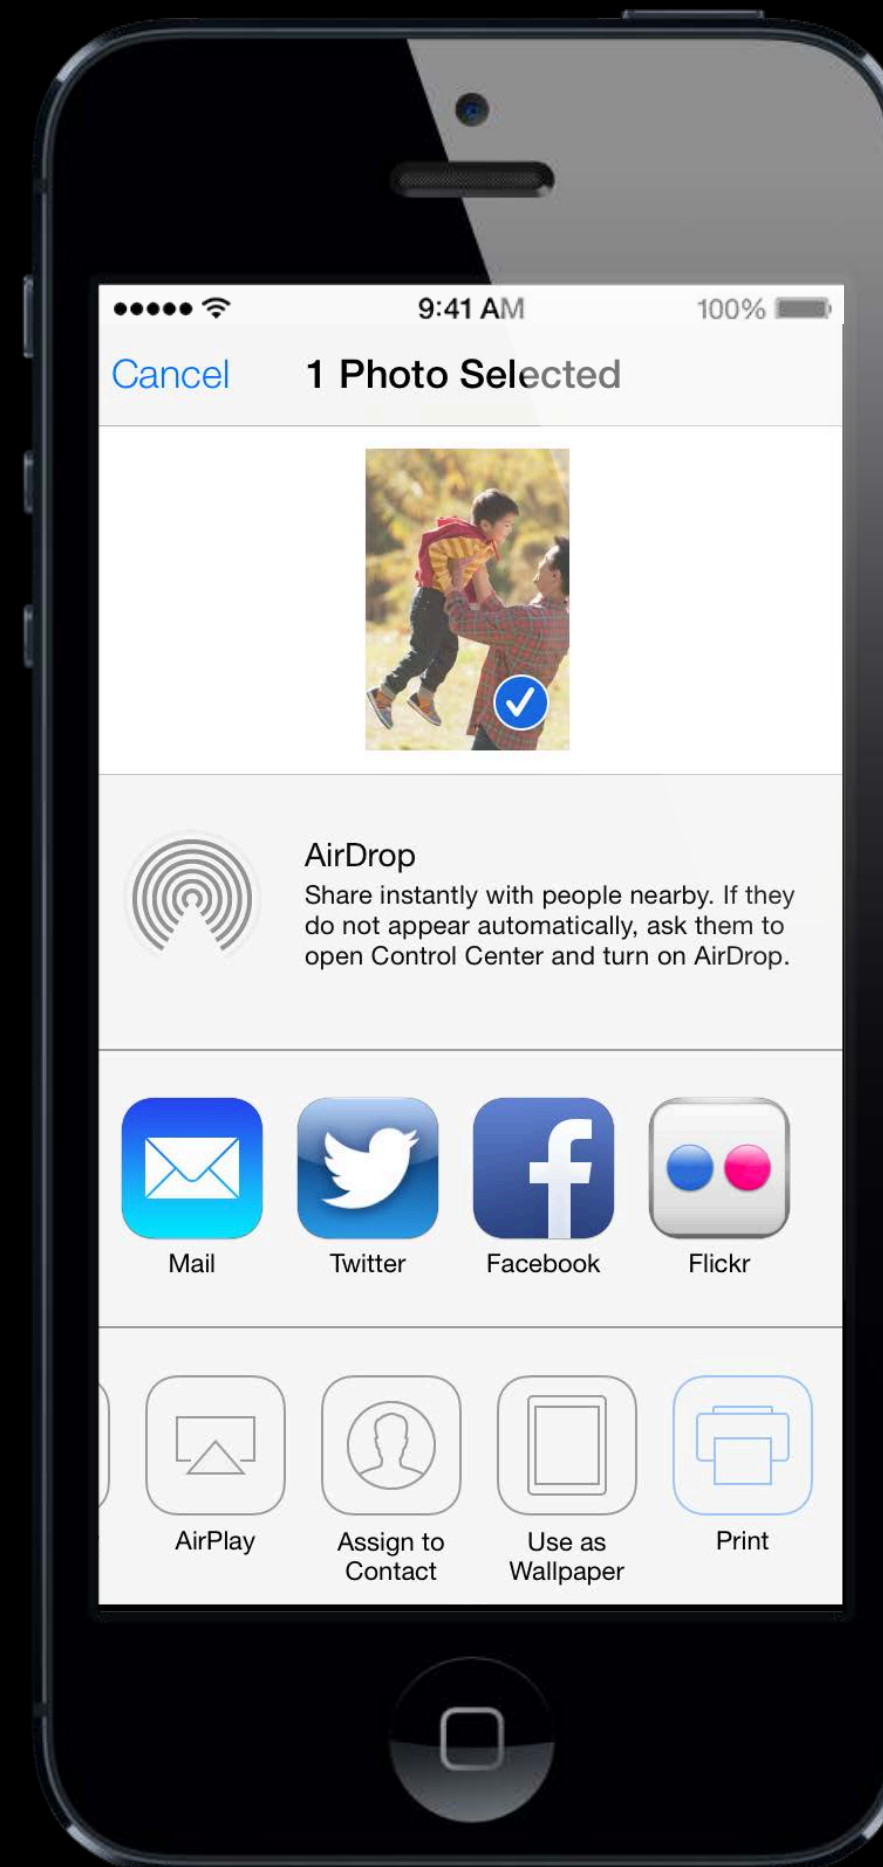 9:41 AM 100%
Cancel 1 Photo Selected
AirDrop
Share instantly with people nearby. If they
do not appear automatically, ask them to
open Control Center and turn on AirDrop.
Mail Twitter Facebook Flickr
AirPlay Assign to Use as Print
Contact Wallpaper